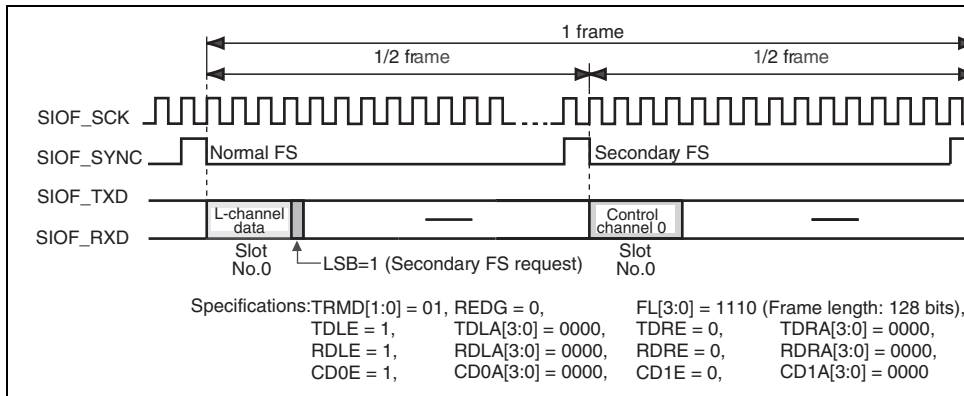 1 frame
1/2 frame 1/2 frame
SIOF_SCK
SIOF_SYNC Normal FS Secondary FS
SIOF_TXD
L-channel data Control channel 0
SIOF_RXD
Slot No.0 Slot No.0
LSB=1 (Secondary FS request)
Specifications: TRMD[1:0] = 01, REDG = 0, FL[3:0] = 1110 (Frame length: 128 bits),
TDLE = 1, TDLA[3:0] = 0000, TDRE = 0, TDRA[3:0] = 0000,
RDLE = 1, RDLA[3:0] = 0000, RDRE = 0, RDRA[3:0] = 0000,
CD0E = 1, CD0A[3:0] = 0000, CD1E = 0, CD1A[3:0] = 0000